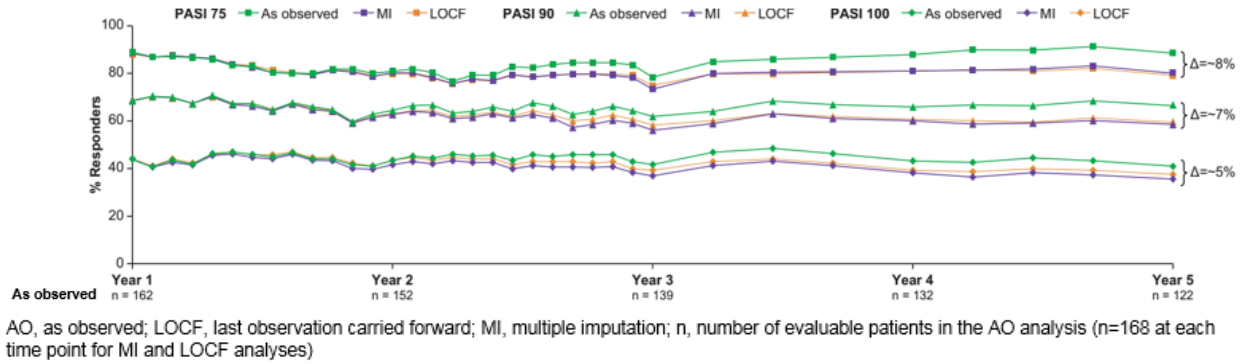 PASI 75 As observed MI LOCF PASI 90 As observed MI LOCF PASI 100 As observed MI LOCF
100
80
60
40
20
0
% Responders
Δ=~8%
Δ=~7%
Δ=~5%
Year 1 Year 2 Year 3 Year 4 Year 5
As observed n = 162 n = 152 n = 139 n = 132 n = 122
AO, as observed; LOCF, last observation carried forward; MI, multiple imputation; n, number of evaluable patients in the AO analysis (n=168 at each
time point for MI and LOCF analyses)